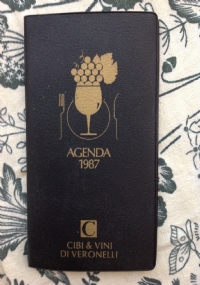 AGENDA
1987
C
CIBI & VINI
DI VERONELLI